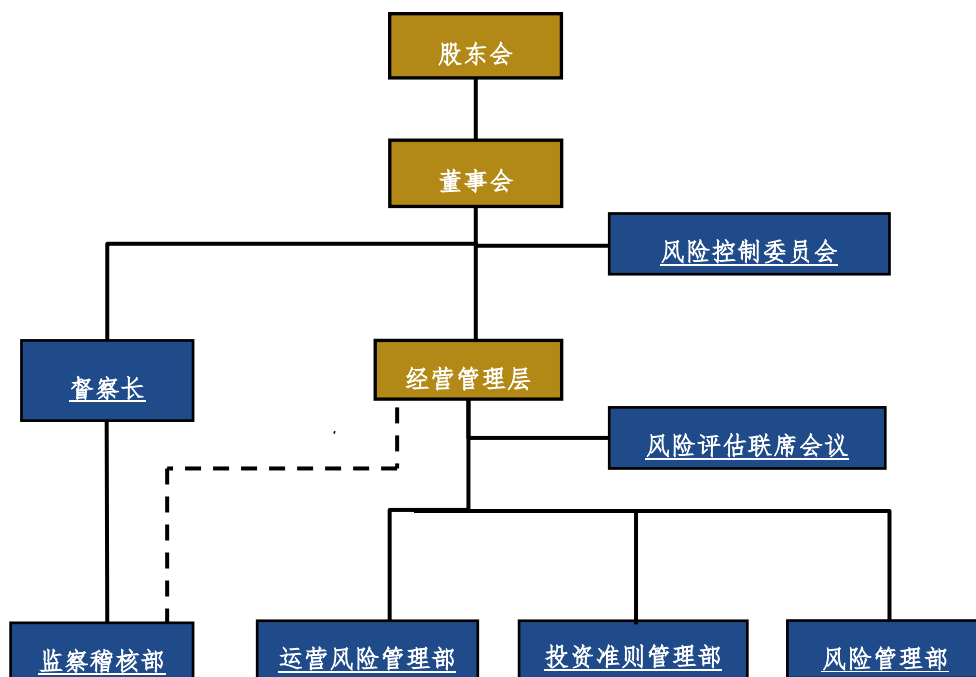 股东会
董事会
风险控制委员会
督察长
经营管理层
风险评估联席会议
监察稽核部
运营风险管理部
投资准则管理部
风险管理部